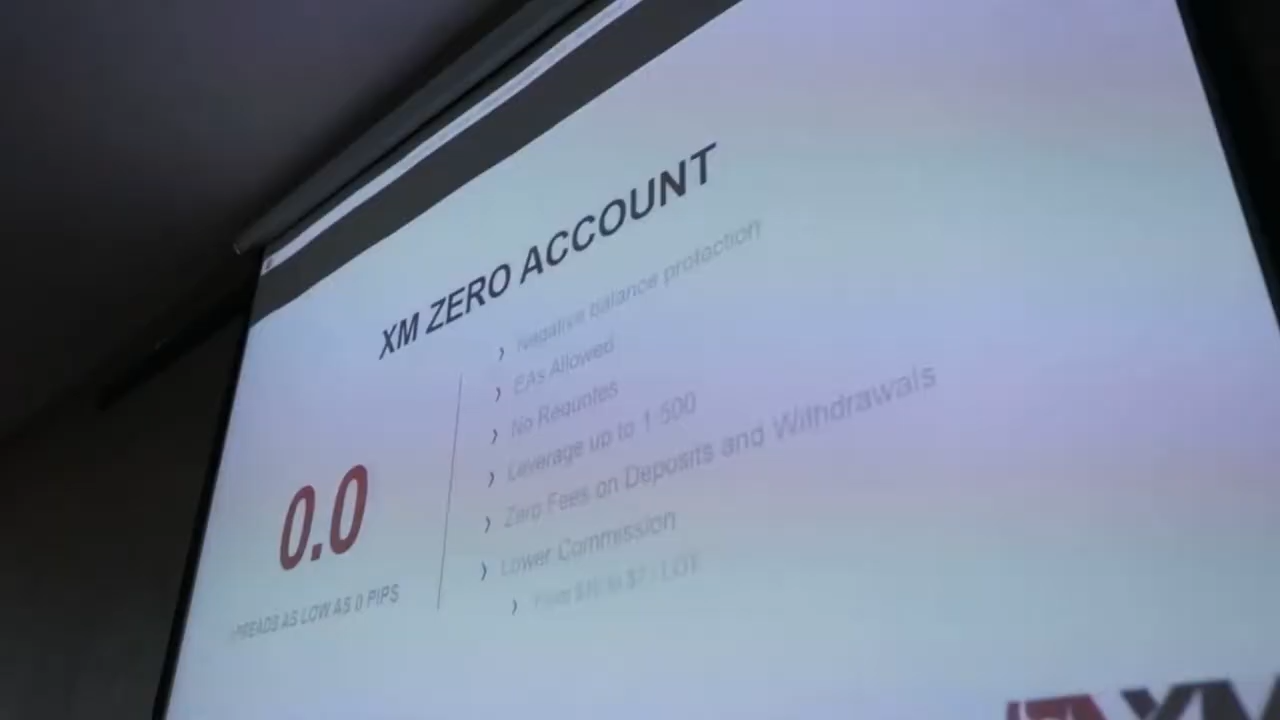 XM ZERO ACCOUNT
› Negative balance protection
› EAs Allowed
› No Requotes
› Leverage up to 1:500
› Zero Fees on Deposits and Withdrawals
› Lower Commission
›
0.0
SPREADS AS LOW AS 0 PIPS
XM